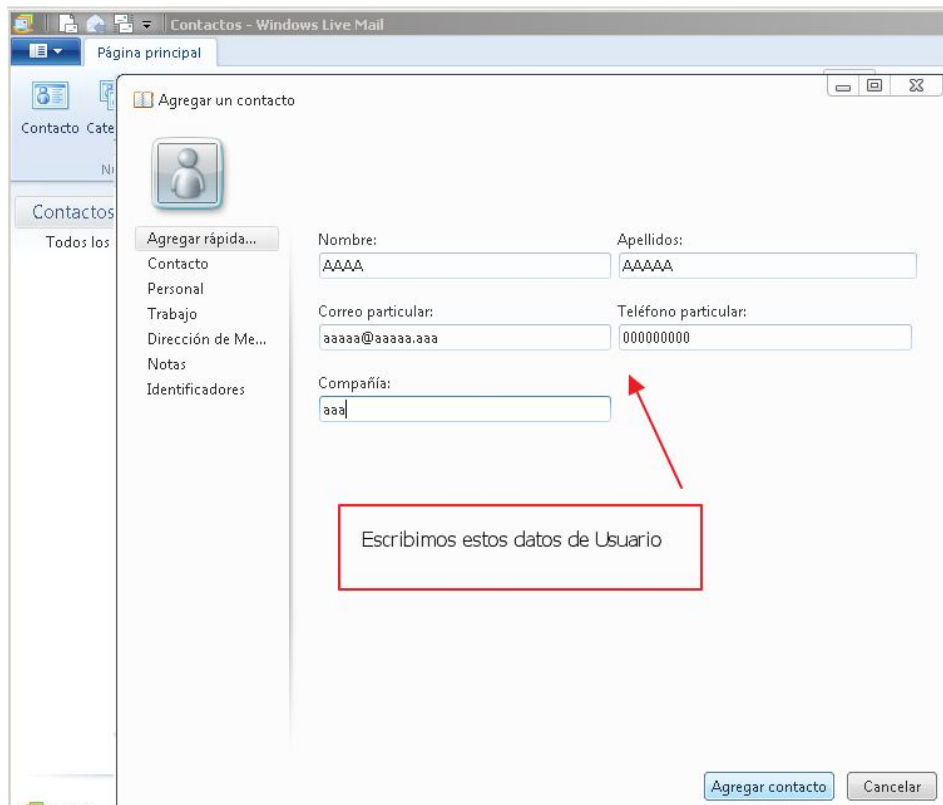 Contactos - Windows Live Mail
Página principal
Agregar un contacto
Contacto
Contactos
Todos los
Agregar rápida...
Contacto
Personal
Trabajo
Dirección de Me...
Notas
Identificadores
Nombre:
Apellidos:
AAAA
AAAAA
Correo particular:
Teléfono particular:
aaaaa@aaaaa.aaa
000000000
Compañía:
aaa
Escribimos estos datos de Usuario
Agregar contacto
Cancelar